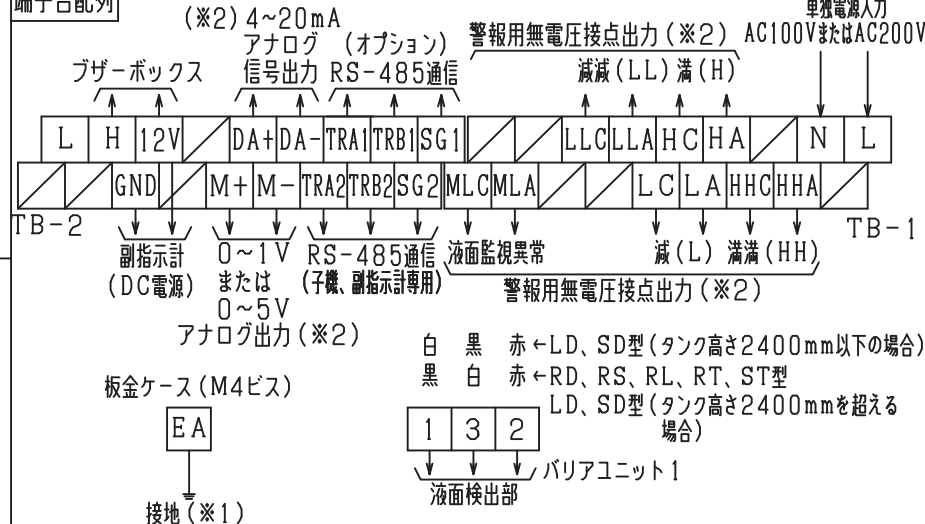 端子台配列
(※2) 4～20mA
アナログ
信号出力
(オプション)
RS-485通信
警報用無電圧接点出力(※2)
単独電源入力
AC100VまたはAC200V
ブザーボックス
減減(LL) 満(H)
L H 12V DA+ DA- TRA1 TRB1 SG1 LLC LLA HC HA N L
GND M+ M- TRA2 TRB2 SG2 MLC MLA LC LA HHC HHA
TB-2
TB-1
副指示計
(DC電源)
0～1V
または
0～5V
アナログ出力(※2)
RS-485通信
(子機、副指示計専用)
液面監視異常
減(L) 満満(HH)
警報用無電圧接点出力(※2)
白 黒 赤←LD、SD型(タンク高さ2400mm以下の場合)
黒 白 赤←RD、RS、RL、RT、ST型
LD、SD型(タンク高さ2400mmを超える
場合)
板金ケース(M4ビス)
EA
接地(※1)
1 3 2
バリアユニット1
液面検出部